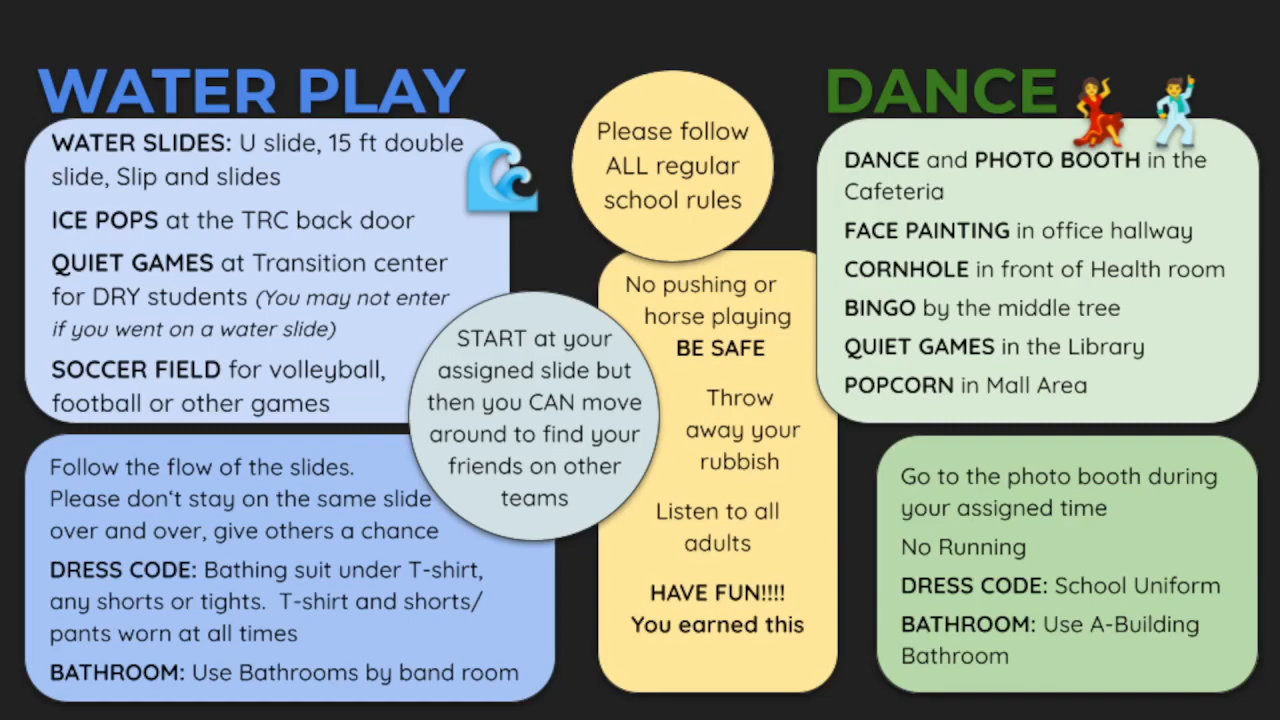 WATER PLAY
WATER SLIDES: U slide, 15 ft double
slide, Slip and slides
ICE POPS at the TRC back door
QUIET GAMES at Transition center
for DRY students (You may not enter
if you went on a water slide)
SOCCER FIELD for volleyball,
football or other games
Follow the flow of the slides.
Please don't stay on the same slide
over and over, give others a chance
DRESS CODE: Bathing suit under T-shirt,
any shorts or tights. T-shirt and shorts/
pants worn at all times
BATHROOM: Use Bathrooms by band room
START at your
assigned slide but
then you CAN move
around to find your
friends on other
teams
Please follow
ALL regular
school rules
No pushing or
horse playing
BE SAFE
Throw
away your
rubbish
Listen to all
adults
HAVE FUN!!!!
You earned this
DANCE
DANCE and PHOTO BOOTH in the
Cafeteria
FACE PAINTING in office hallway
CORNHOLE in front of Health room
BINGO by the middle tree
QUIET GAMES in the Library
POPCORN in Mall Area
Go to the photo booth during
your assigned time
No Running
DRESS CODE: School Uniform
BATHROOM: Use A-Building
Bathroom